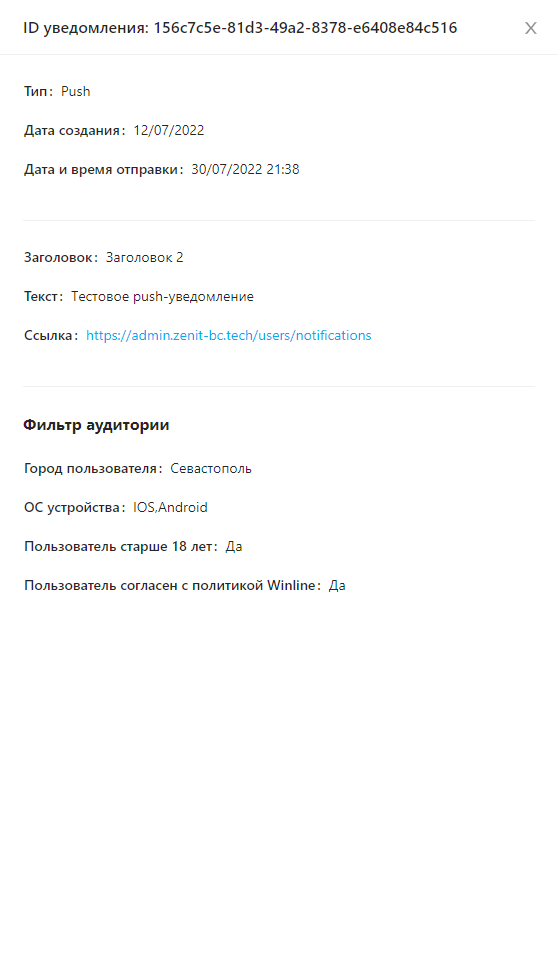 ID уведомления: 156c7c5e-81d3-49a2-8378-e6408e84c516
Тип: Push
Дата создания: 12/07/2022
Дата и время отправки: 30/07/2022 21:38
Заголовок: Заголовок 2
Текст: Тестовое push-уведомление
Ссылка: https://admin.zenit-bc.tech/users/notifications
Фильтр аудитории
Город пользователя: Севастополь
ОС устройства: IOS,Android
Пользователь старше 18 лет: Да
Пользователь согласен с политикой Winline: Да